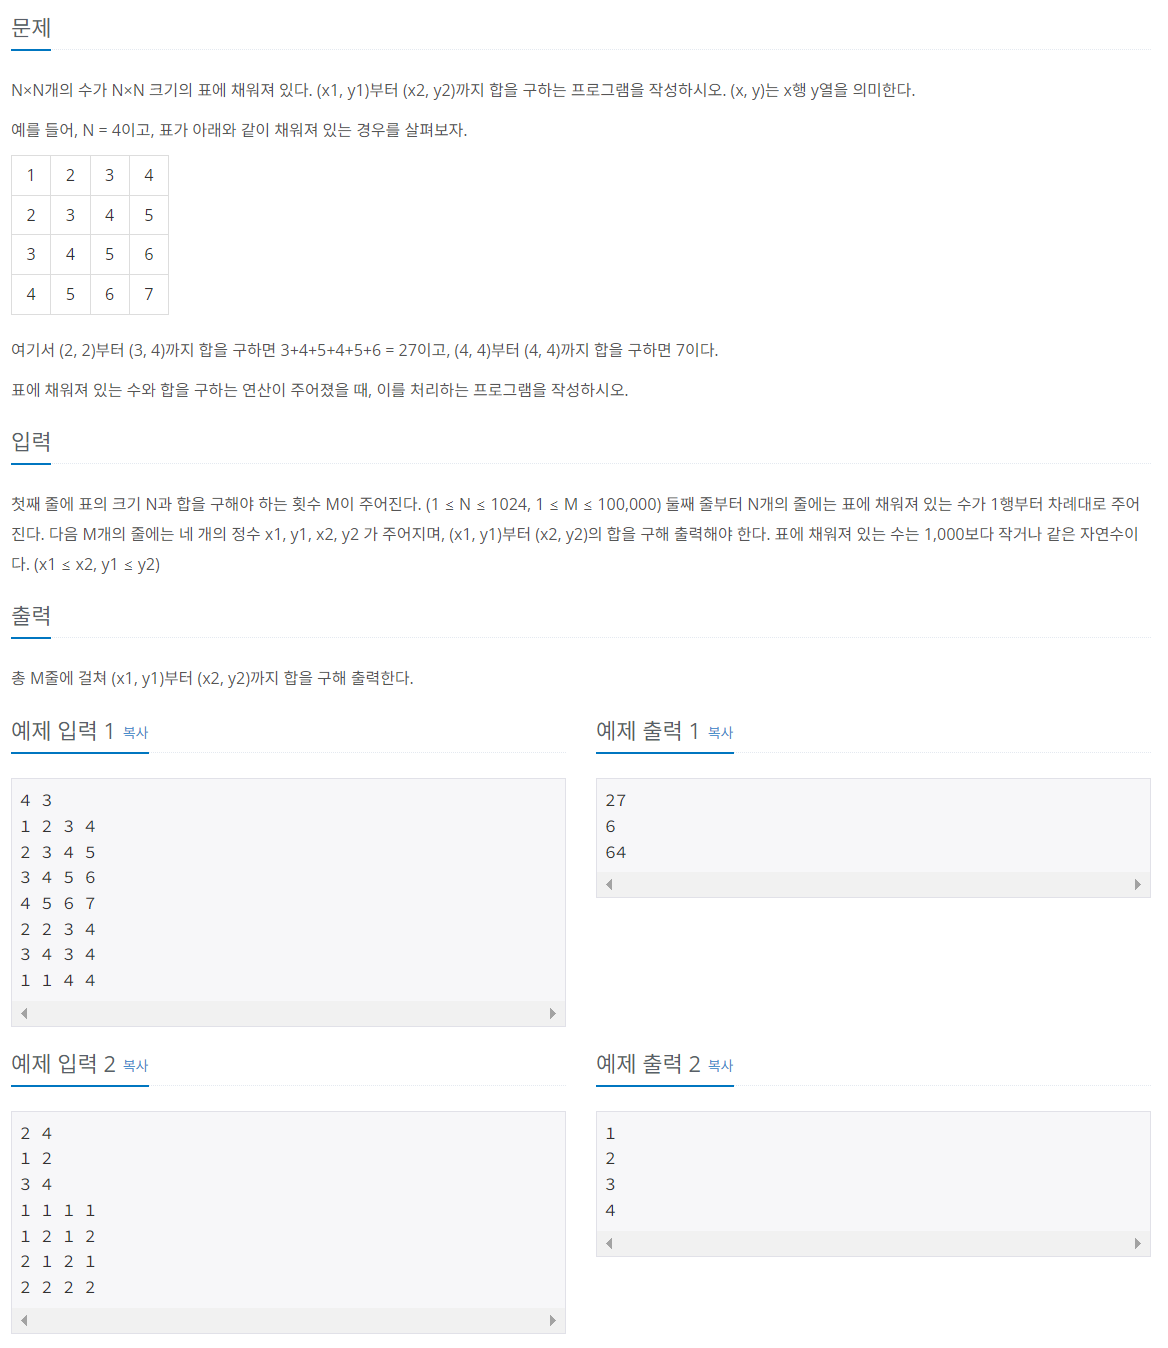 문제
N×N개의 수가 N×N 크기의 표에 채워져 있다. (x1, y1)부터 (x2, y2)까지 합을 구하는 프로그램을 작성하시오. (x, y)는 x행 y열을 의미한다.
예를 들어, N = 4이고, 표가 아래와 같이 채워져 있는 경우를 살펴보자.
1 2 3 4
2 3 4 5
3 4 5 6
4 5 6 7
여기서 (2, 2)부터 (3, 4)까지 합을 구하면 3+4+5+4+5+6 = 27이고, (4, 4)부터 (4, 4)까지 합을 구하면 7이다.
표에 채워져 있는 수와 합을 구하는 연산이 주어졌을 때, 이를 처리하는 프로그램을 작성하시오.
입력
첫째 줄에 표의 크기 N과 합을 구해야 하는 횟수 M이 주어진다. (1 ≤ N ≤ 1024, 1 ≤ M ≤ 100,000) 둘째 줄부터 N개의 줄에는 표에 채워져 있는 수가 1행부터 차례대로 주어
진다. 다음 M개의 줄에는 네 개의 정수 x1, y1, x2, y2 가 주어지며, (x1, y1)부터 (x2, y2)의 합을 구해 출력해야 한다. 표에 채워져 있는 수는 1,000보다 작거나 같은 자연수이
다. (x1 ≤ x2, y1 ≤ y2)
출력
총 M줄에 걸쳐 (x1, y1)부터 (x2, y2)까지 합을 구해 출력한다.
예제 입력 1 복사
4 3
1 2 3 4
2 3 4 5
3 4 5 6
4 5 6 7
2 2 3 4
3 4 3 4
1 1 4 4
예제 출력 1 복사
27
6
64
예제 입력 2 복사
2 4
1 2
3 4
1 1 1 1
1 2 1 2
2 1 2 1
2 2 2 2
예제 출력 2 복사
1
2
3
4